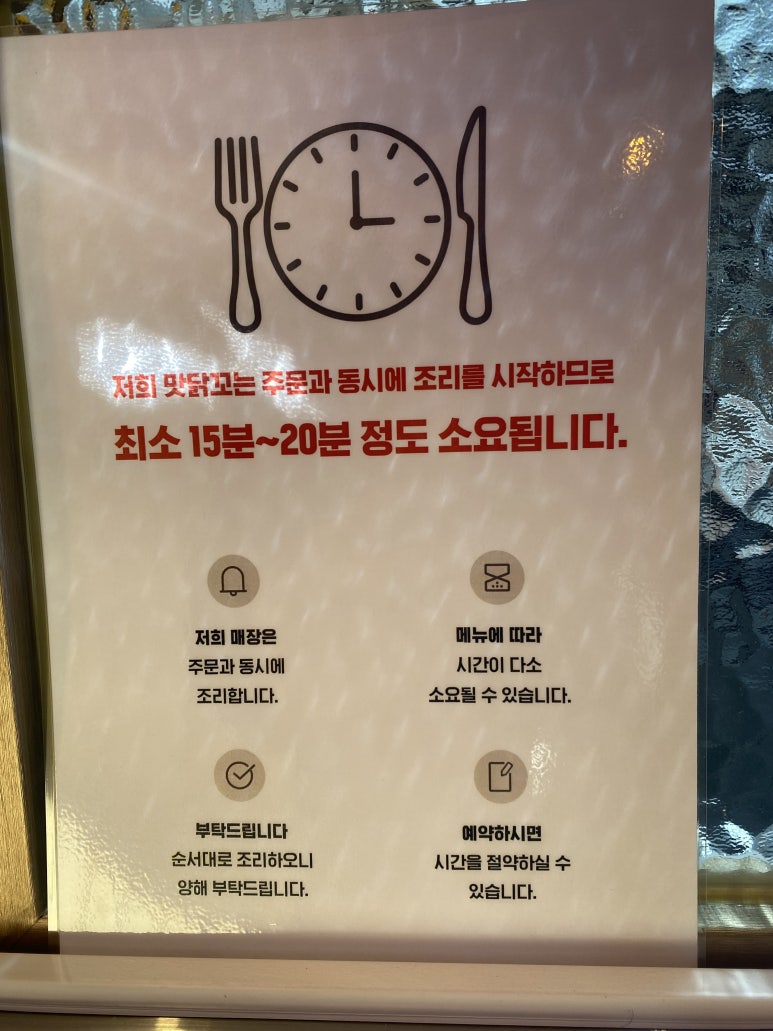 저희 맛닭꼬는 주문과 동시에 조리를 시작하므로
최소 15분~20분 정도 소요됩니다.
저희 매장은
주문과 동시에
조리합니다.
메뉴에 따라
시간이 다소
소요될 수 있습니다.
부탁드립니다
순서대로 조리하오니
양해 부탁드립니다.
예약하시면
시간을 절약하실 수
있습니다.